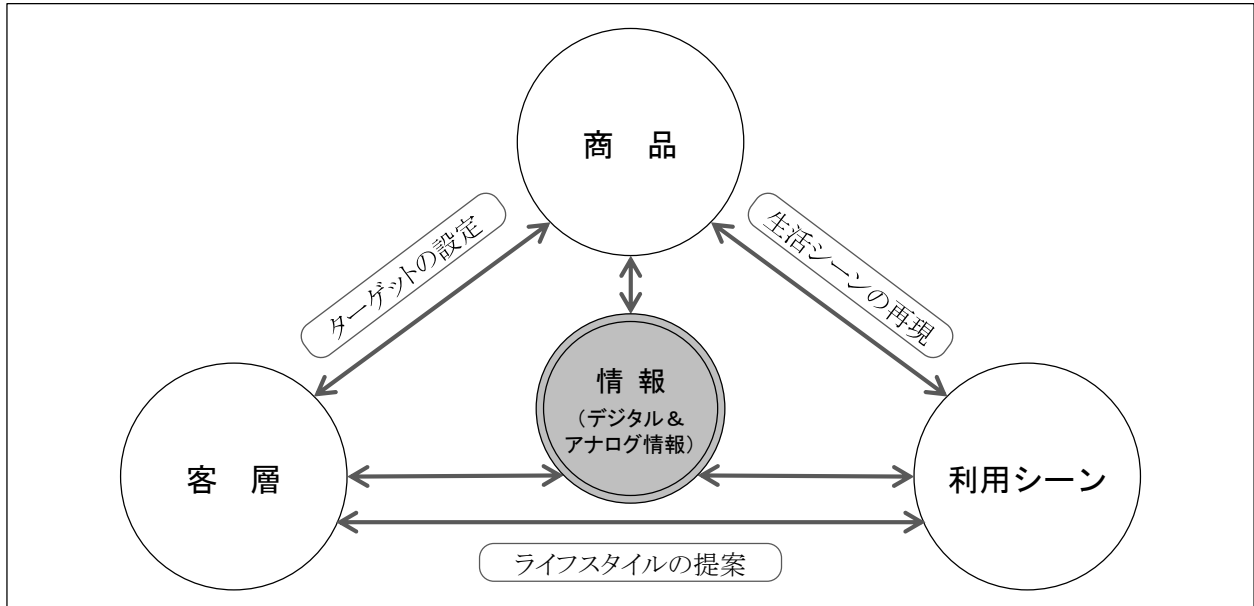 商　品
ターゲットの設定
生活シーンの再現
情 報
（デジタル＆
アナログ情報）
客　層
利用シーン
ライフスタイルの提案